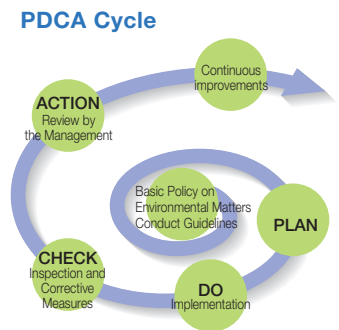 PDCA Cycle
Continuous
improvements
ACTION
Review by
the Management
Basic Policy on
Environmental Matters
Conduct Guidelines
PLAN
DO
Implementation
CHECK
Inspection and
Corrective
Measures